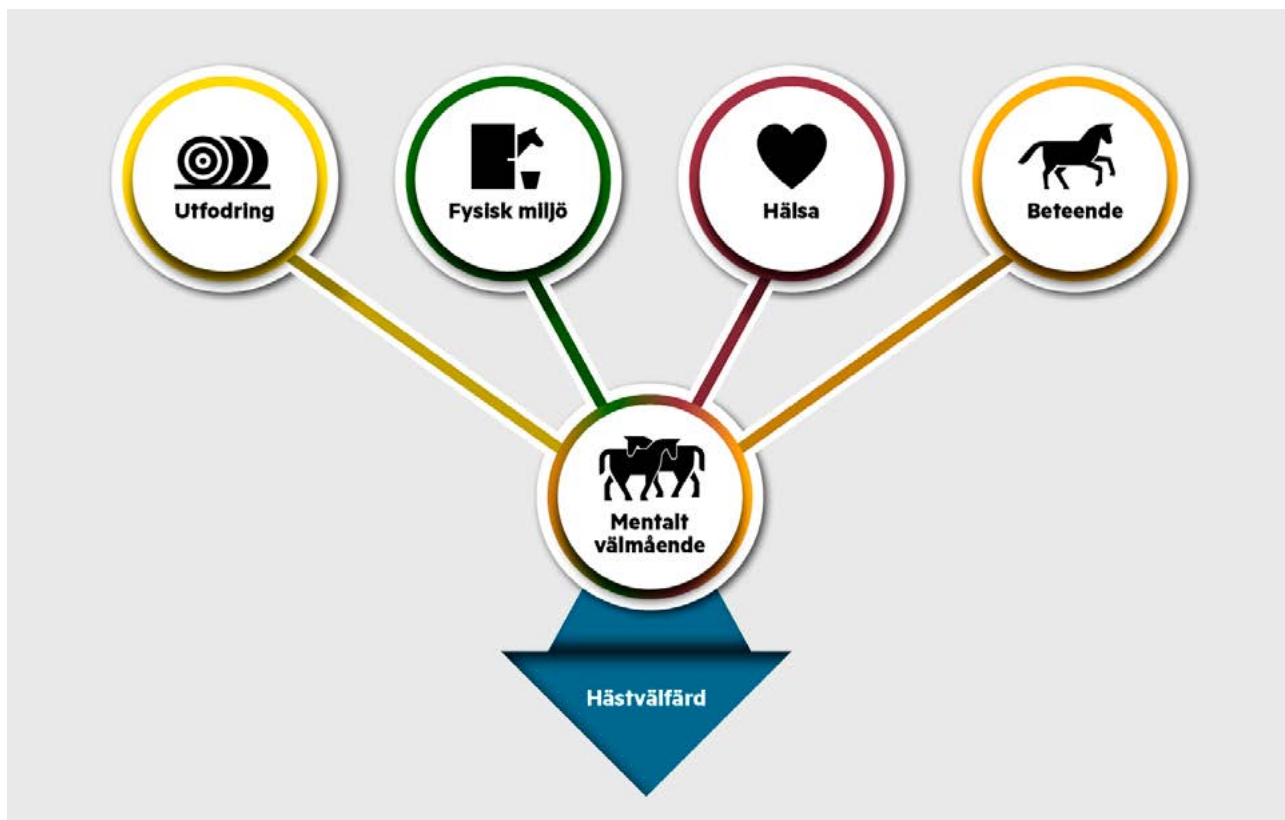 Utfodring
Fysisk miljö
Hälsa
Beteende
Mentalt
välmående
Hästvälfärd